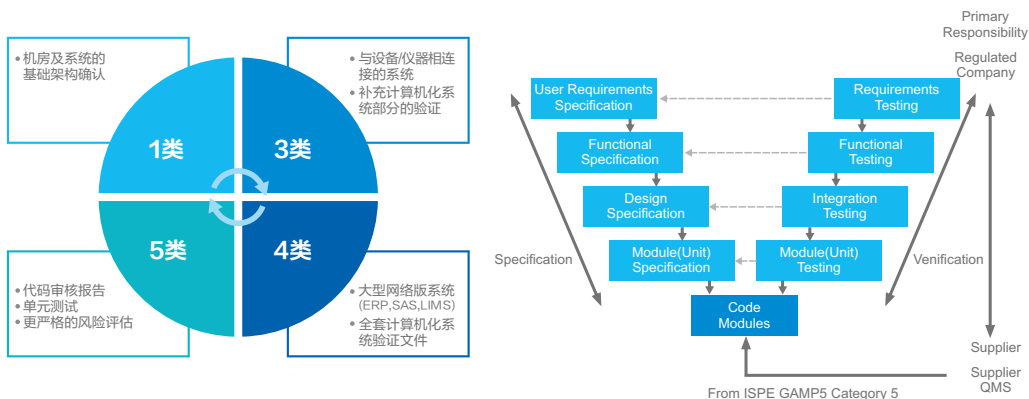 • 机房及系统的
基础架构确认
• 与设备/仪器相连
接的系统
• 补充计算机化系
统部分的验证
1类
3类
5类
4类
• 代码审核报告
• 单元测试
• 更严格的风险评估
• 大型网络版系统
(ERP,SAS,LIMS)
• 全套计算机化系
统验证文件
Primary
Responsibility
Regulated
Company
User Requirements
Specification
Requirements
Testing
Functional
Specification
Functional
Testing
Design
Specification
Integration
Testing
Specification
Module(Unit)
Specification
Module(Unit)
Testing
Venification
Code
Modules
Supplier
Supplier
QMS
From ISPE GAMP5 Category 5